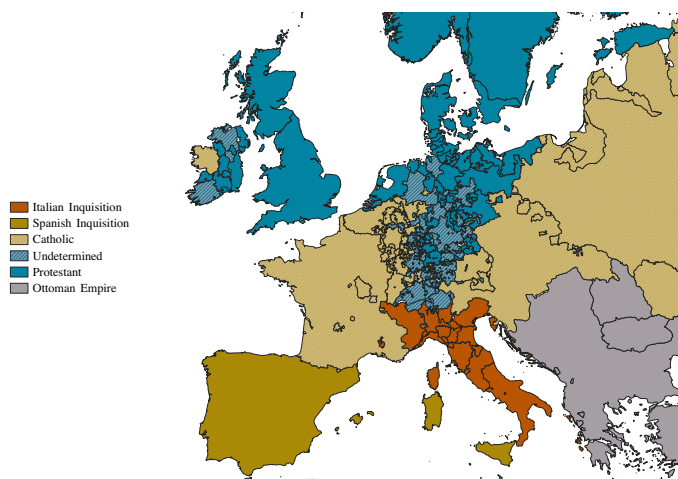 Italian Inquisition
Spanish Inquisition
Catholic
Undetermined
Protestant
Ottoman Empire